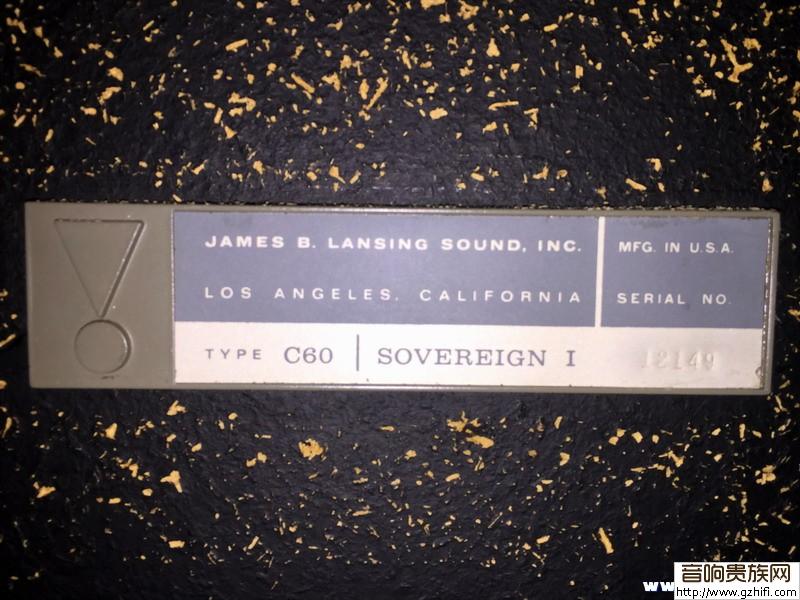 JAMES B. LANSING SOUND, INC.
LOS ANGELES, CALIFORNIA
MFG. IN U.S.A.
SERIAL NO.
TYPE C60 | SOVEREIGN I
12149
音响贵族网
www
http://www.gzhifi.com